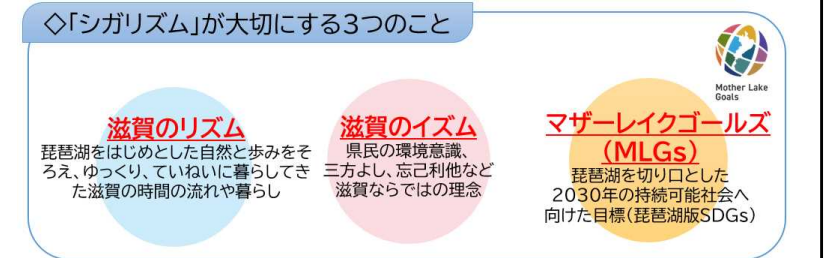 ◇「シガリズム」が大切にする3つのこと
滋賀のリズム
琵琶湖をはじめとした自然と歩みをそ
ろえ、ゆっくり、ていねいに暮らしてき
た滋賀の時間の流れや暮らし
滋賀のイズム
県民の環境意識、
三方よし、忘己利他など
滋賀ならではの理念
Mother Lake
Goals
マザーレイクゴールズ
(MLGs)
琵琶湖を切り口とした
2030年の持続可能社会へ
向けた目標(琵琶湖版SDGs)